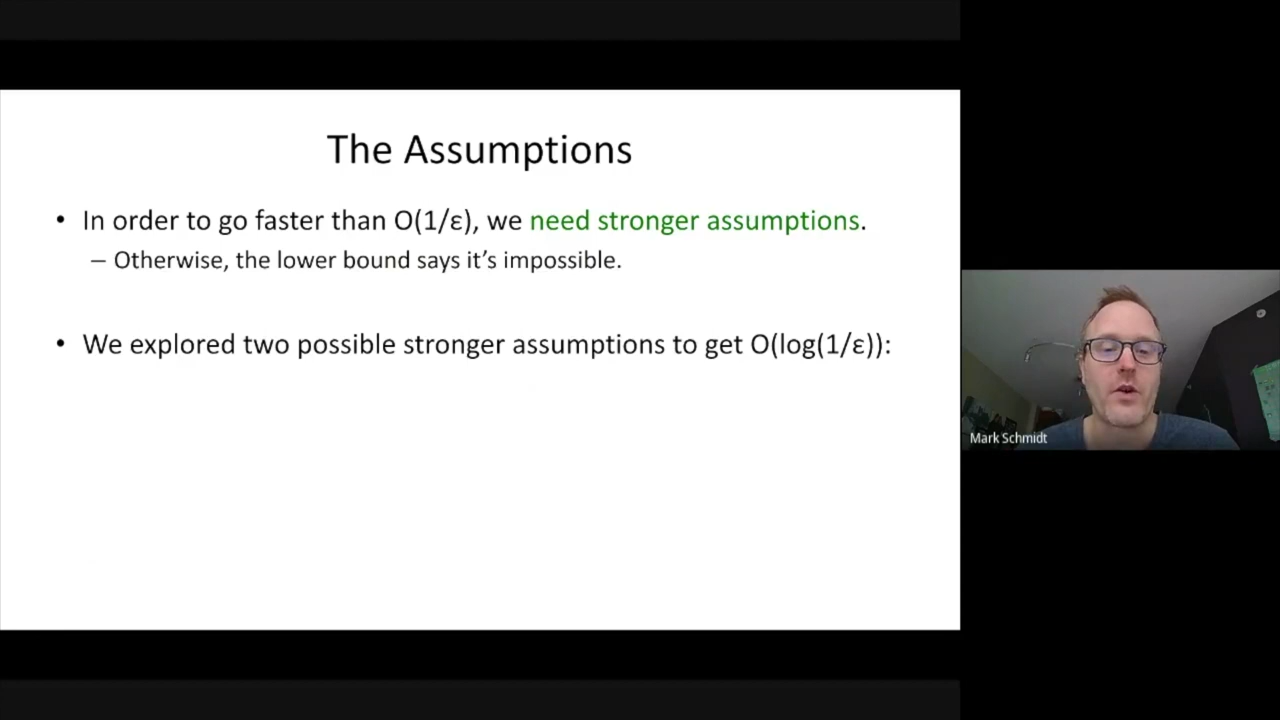 The Assumptions
• In order to go faster than O(1/ε), we need stronger assumptions.
– Otherwise, the lower bound says it’s impossible.
• We explored two possible stronger assumptions to get O(log(1/ε)):
Mark Schmidt